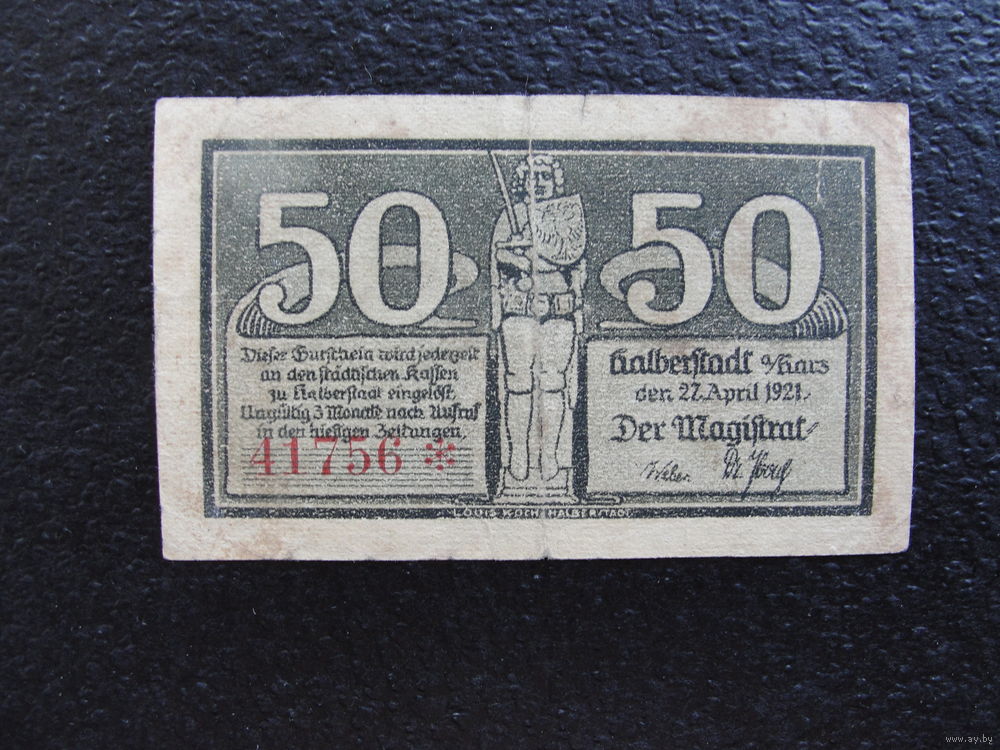 50
50
Dieser Gutschein wird jederzeit
an den städtischen Kassen
zu Halberstadt eingelöst.
Ungültig 3 Monate nach Aufruf
in den hiesigen Zeitungen.
41756 *
Halberstadt a/Harz
den 27. April 1921.
Der Magistrat
Weber
LOUIS KOCH HALBERSTADT
www.ay.by